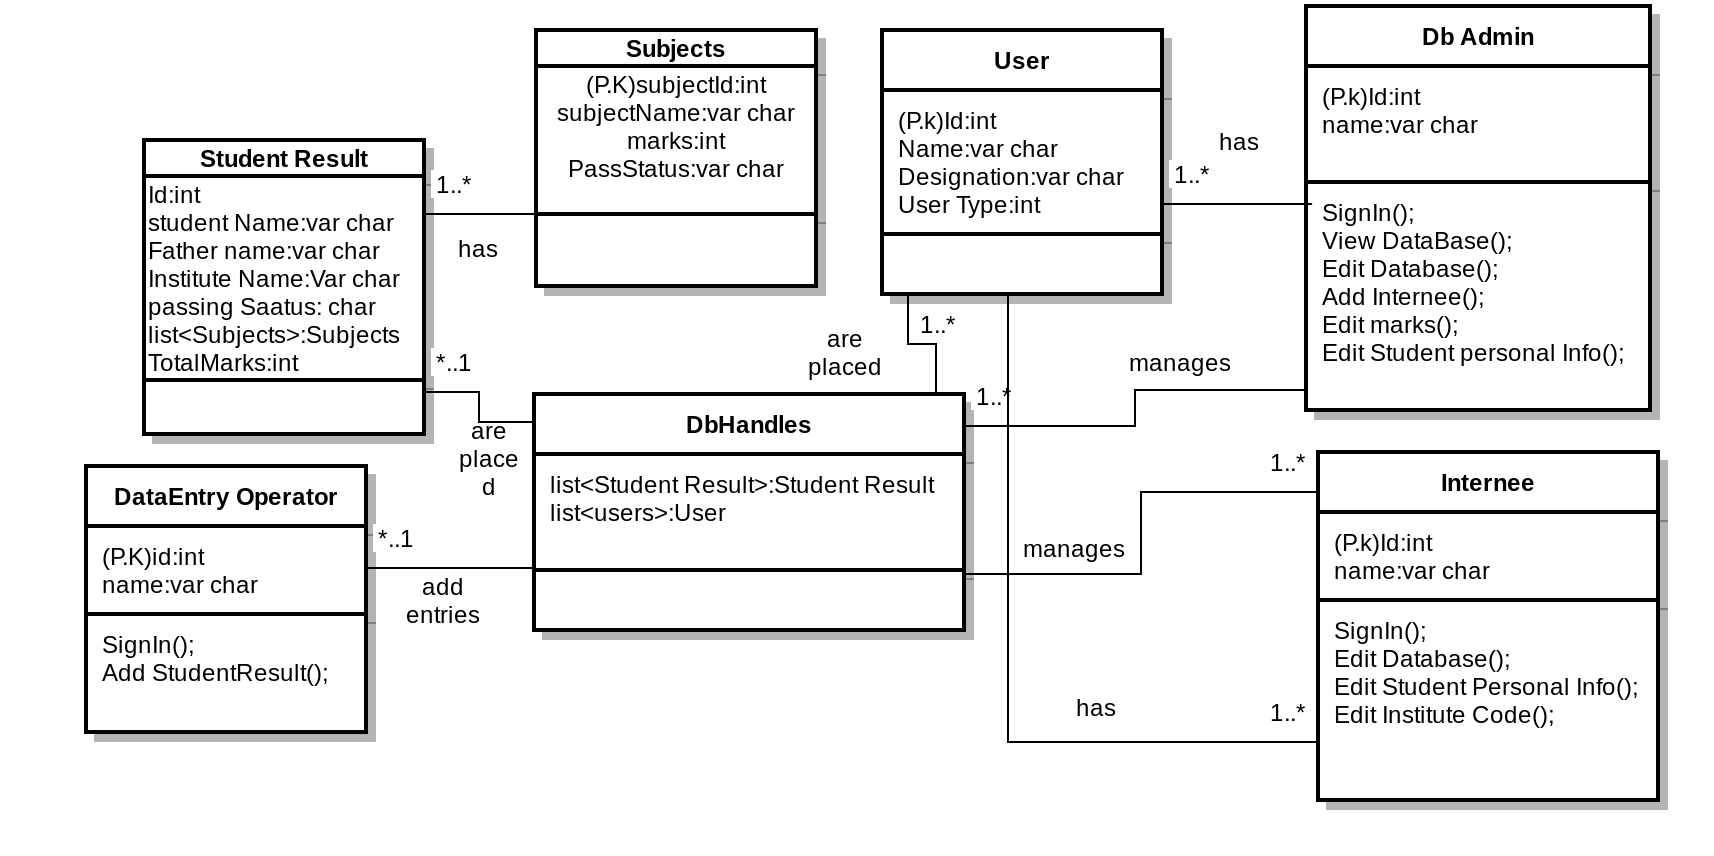 Subjects
(P.K)subjectId:int
subjectName:var char
marks:int
PassStatus:var char
User
(P.k)Id:int
Name:var char
Designation:var char
User Type:int
Db Admin
(P.k)Id:int
name:var char
SignIn();
View DataBase();
Edit Database();
Add Internee();
Edit marks();
Edit Student personal Info();
has
1..*
Student Result
Id:int
student Name:var char
Father name:var char
Institute Name:Var char
passing Saatus: char
list<Subjects>:Subjects
TotalMarks:int
1..*
has
*..1
are
place
d
are
placed
1..*
1..*
manages
DbHandles
list<Student Result>:Student Result
list<users>:User
DataEntry Operator
(P.K)id:int
name:var char
SignIn();
Add StudentResult();
*..1
add
entries
manages
1..*
Internee
(P.k)Id:int
name:var char
SignIn();
Edit Database();
Edit Student Personal Info();
Edit Institute Code();
has
1..*